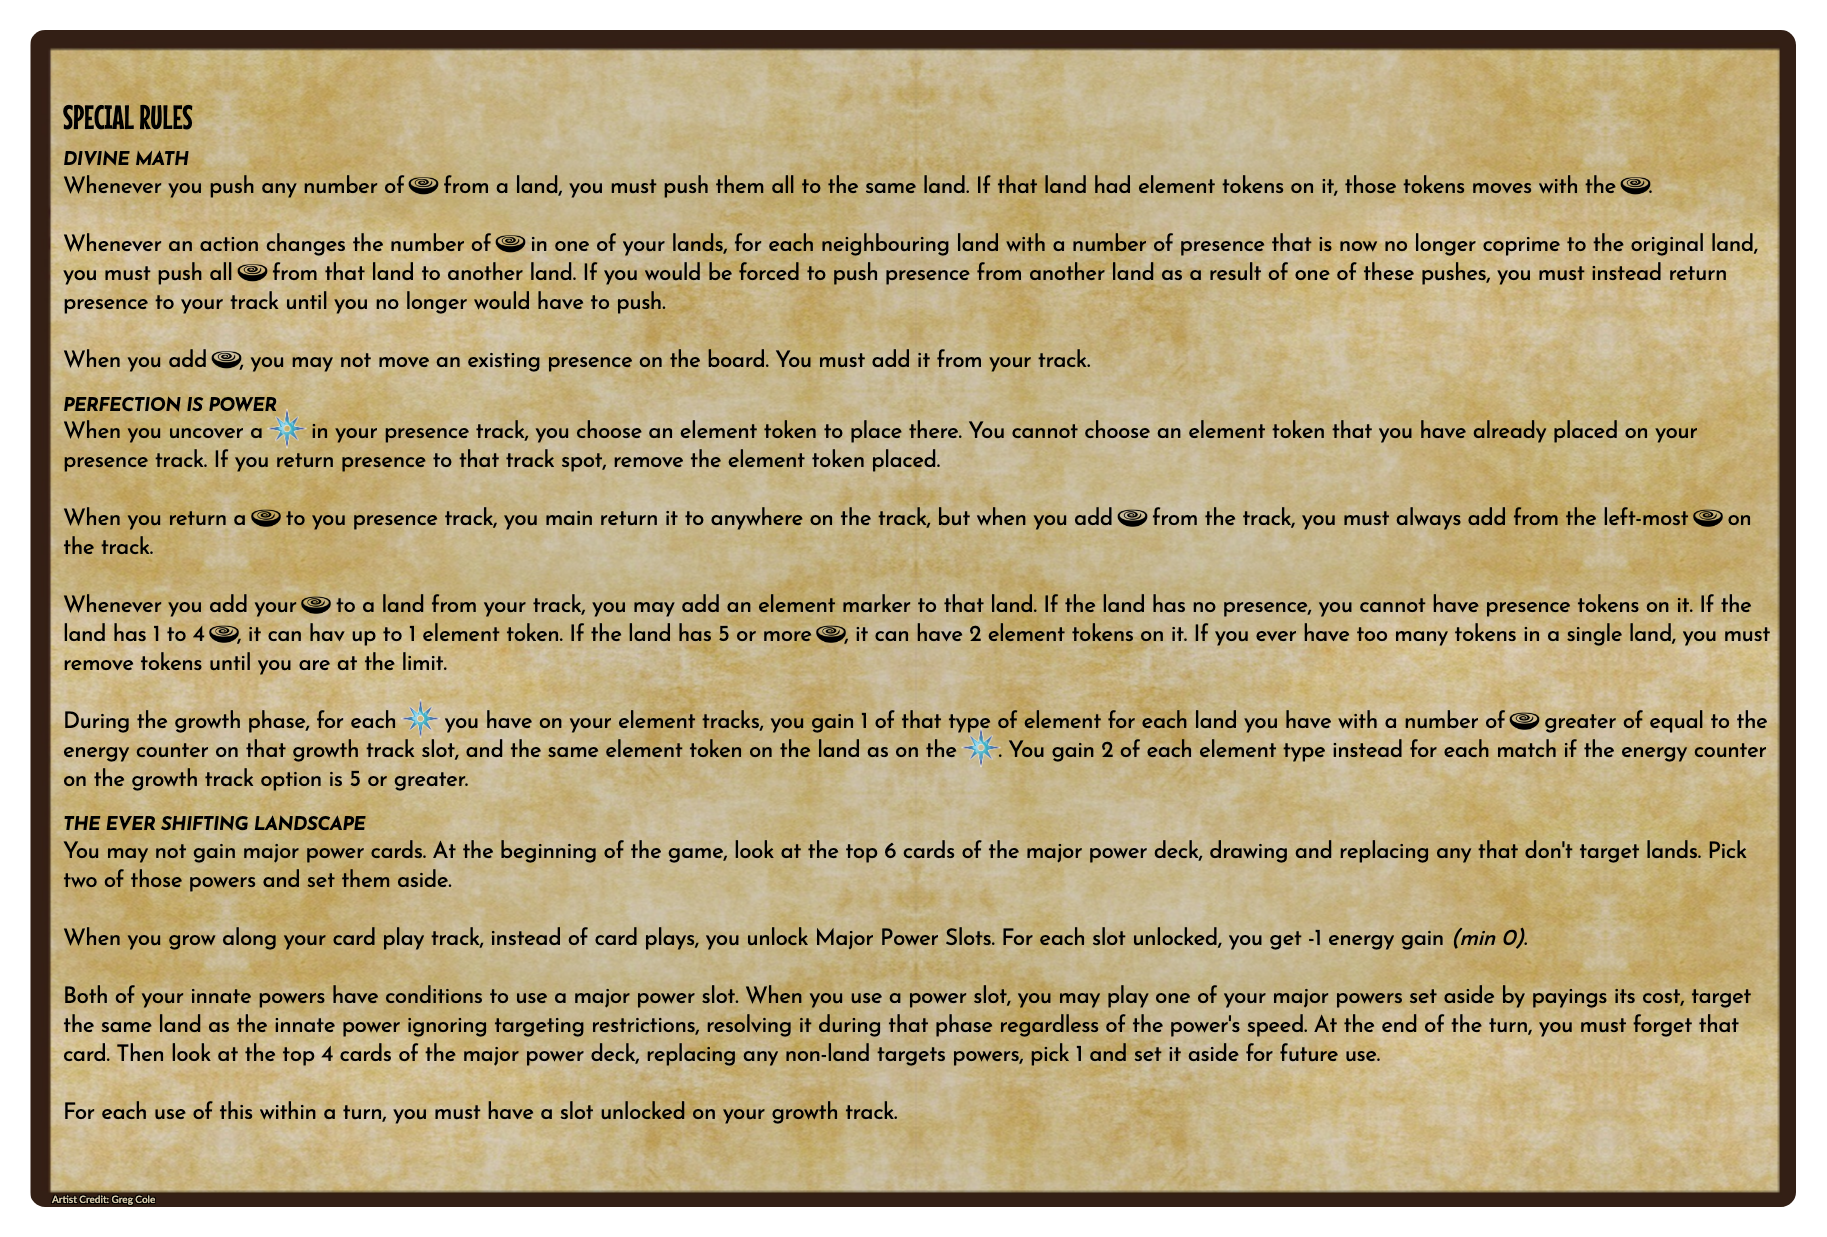 SPECIAL RULES
DIVINE MATH
Whenever you push any number of from a land, you must push them all to the same land. If that land had element tokens on it, those tokens moves with the .
Whenever an action changes the number of in one of your lands, for each neighbouring land with a number of presence that is now no longer coprime to the original land,
you must push all from that land to another land. If you would be forced to push presence from another land as a result of one of these pushes, you must instead return
presence to your track until you no longer would have to push.
When you add , you may not move an existing presence on the board. You must add it from your track.
PERFECTION IS POWER
When you uncover a in your presence track, you choose an element token to place there. You cannot choose an element token that you have already placed on your
presence track. If you return presence to that track spot, remove the element token placed.
When you return a to you presence track, you main return it to anywhere on the track, but when you add from the track, you must always add from the left-most on
the track.
Whenever you add your to a land from your track, you may add an element marker to that land. If the land has no presence, you cannot have presence tokens on it. If the
land has 1 to 4 , it can hav up to 1 element token. If the land has 5 or more , it can have 2 element tokens on it. If you ever have too many tokens in a single land, you must
remove tokens until you are at the limit.
During the growth phase, for each you have on your element tracks, you gain 1 of that type of element for each land you have with a number of greater of equal to the
energy counter on that growth track slot, and the same element token on the land as on the . You gain 2 of each element type instead for each match if the energy counter
on the growth track option is 5 or greater.
THE EVER SHIFTING LANDSCAPE
You may not gain major power cards. At the beginning of the game, look at the top 6 cards of the major power deck, drawing and replacing any that don't target lands. Pick
two of those powers and set them aside.
When you grow along your card play track, instead of card plays, you unlock Major Power Slots. For each slot unlocked, you get -1 energy gain (min 0).
Both of your innate powers have conditions to use a major power slot. When you use a power slot, you may play one of your major powers set aside by payings its cost, target
the same land as the innate power ignoring targeting restrictions, resolving it during that phase regardless of the power's speed. At the end of the turn, you must forget that
card. Then look at the top 4 cards of the major power deck, replacing any non-land targets powers, pick 1 and set it aside for future use.
For each use of this within a turn, you must have a slot unlocked on your growth track.
Artist Credit: Greg Cole